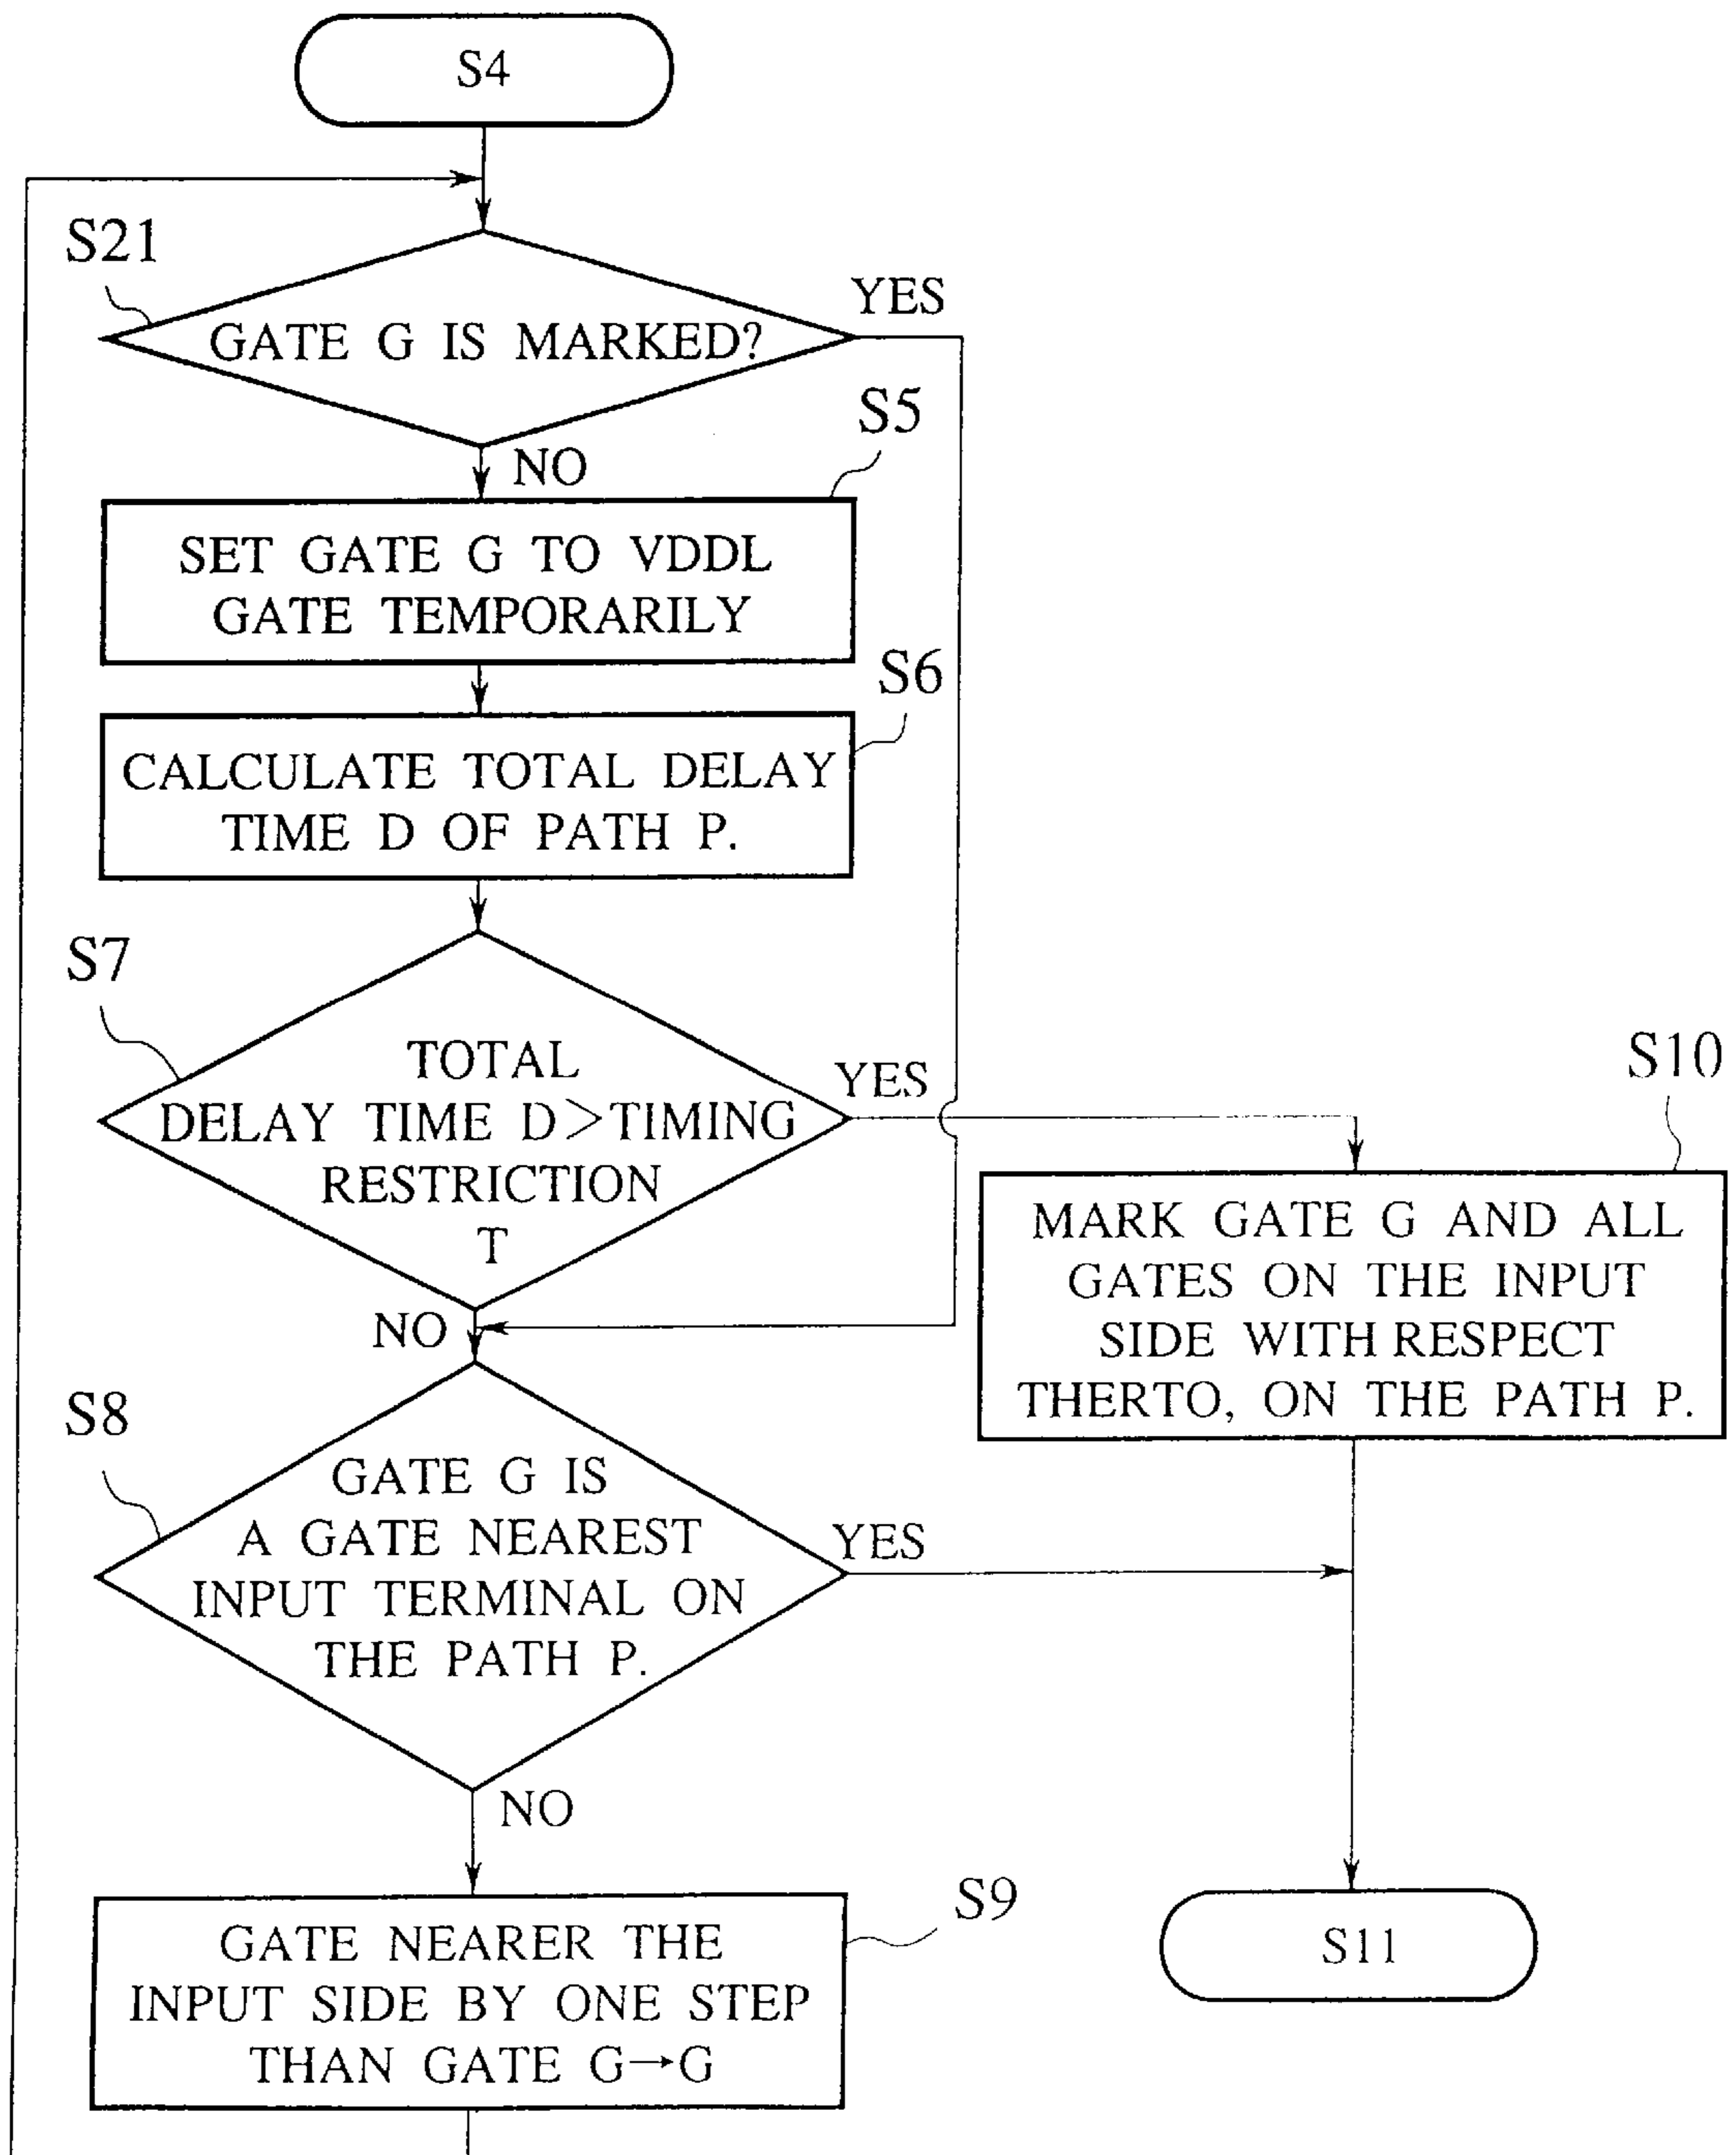 S4
S21
YES
GATE G IS MARKED?
S5
NO
SET GATE G TO VDDL
GATE TEMPORARILY
S6
CALCULATE TOTAL DELAY
TIME D OF PATH P.
S7
TOTAL
DELAY TIME D>TIMING
RESTRICTION
T
YES
S10
MARK GATE G AND ALL
GATES ON THE INPUT
SIDE WITH RESPECT
THERTO, ON THE PATH P.
NO
S8
GATE G IS
A GATE NEAREST
INPUT TERMINAL ON
THE PATH P.
YES
NO
S9
GATE NEARER THE
INPUT SIDE BY ONE STEP
THAN GATE G→G
S11